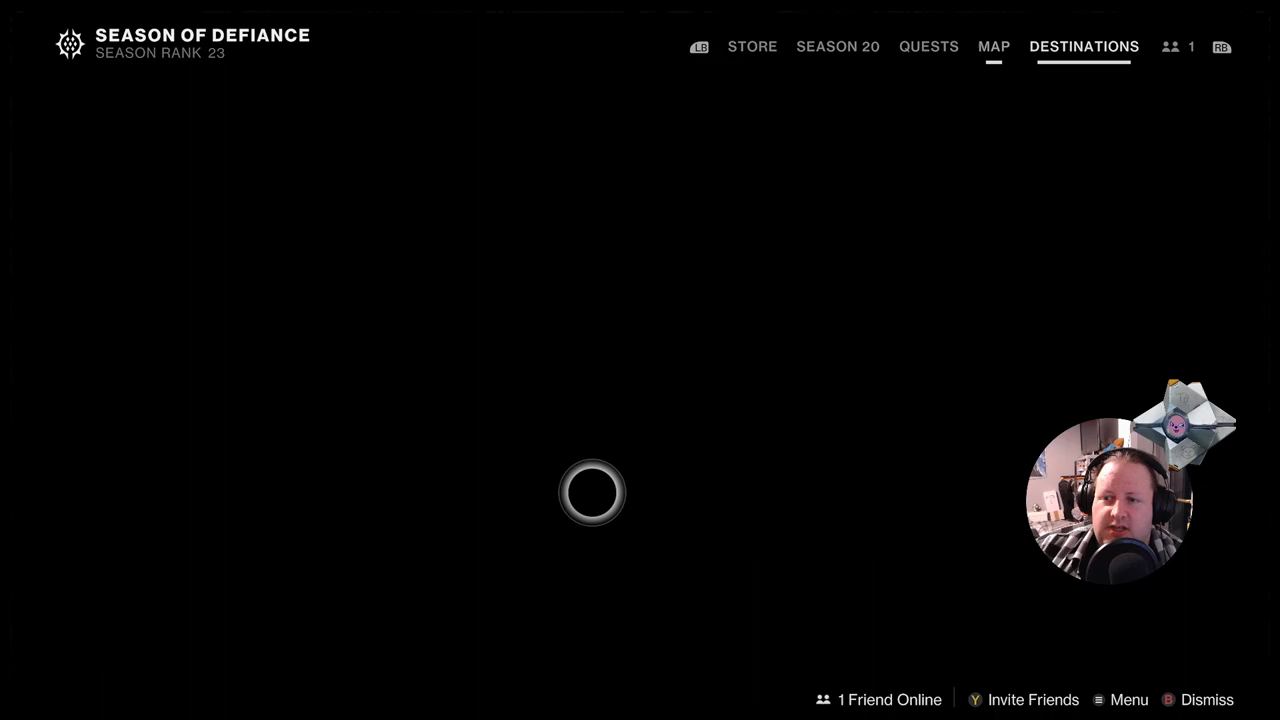 SEASON OF DEFIANCE
SEASON RANK 23
LB STORE SEASON 20 QUESTS MAP DESTINATIONS 1 RB
1 Friend Online Y Invite Friends Menu B Dismiss